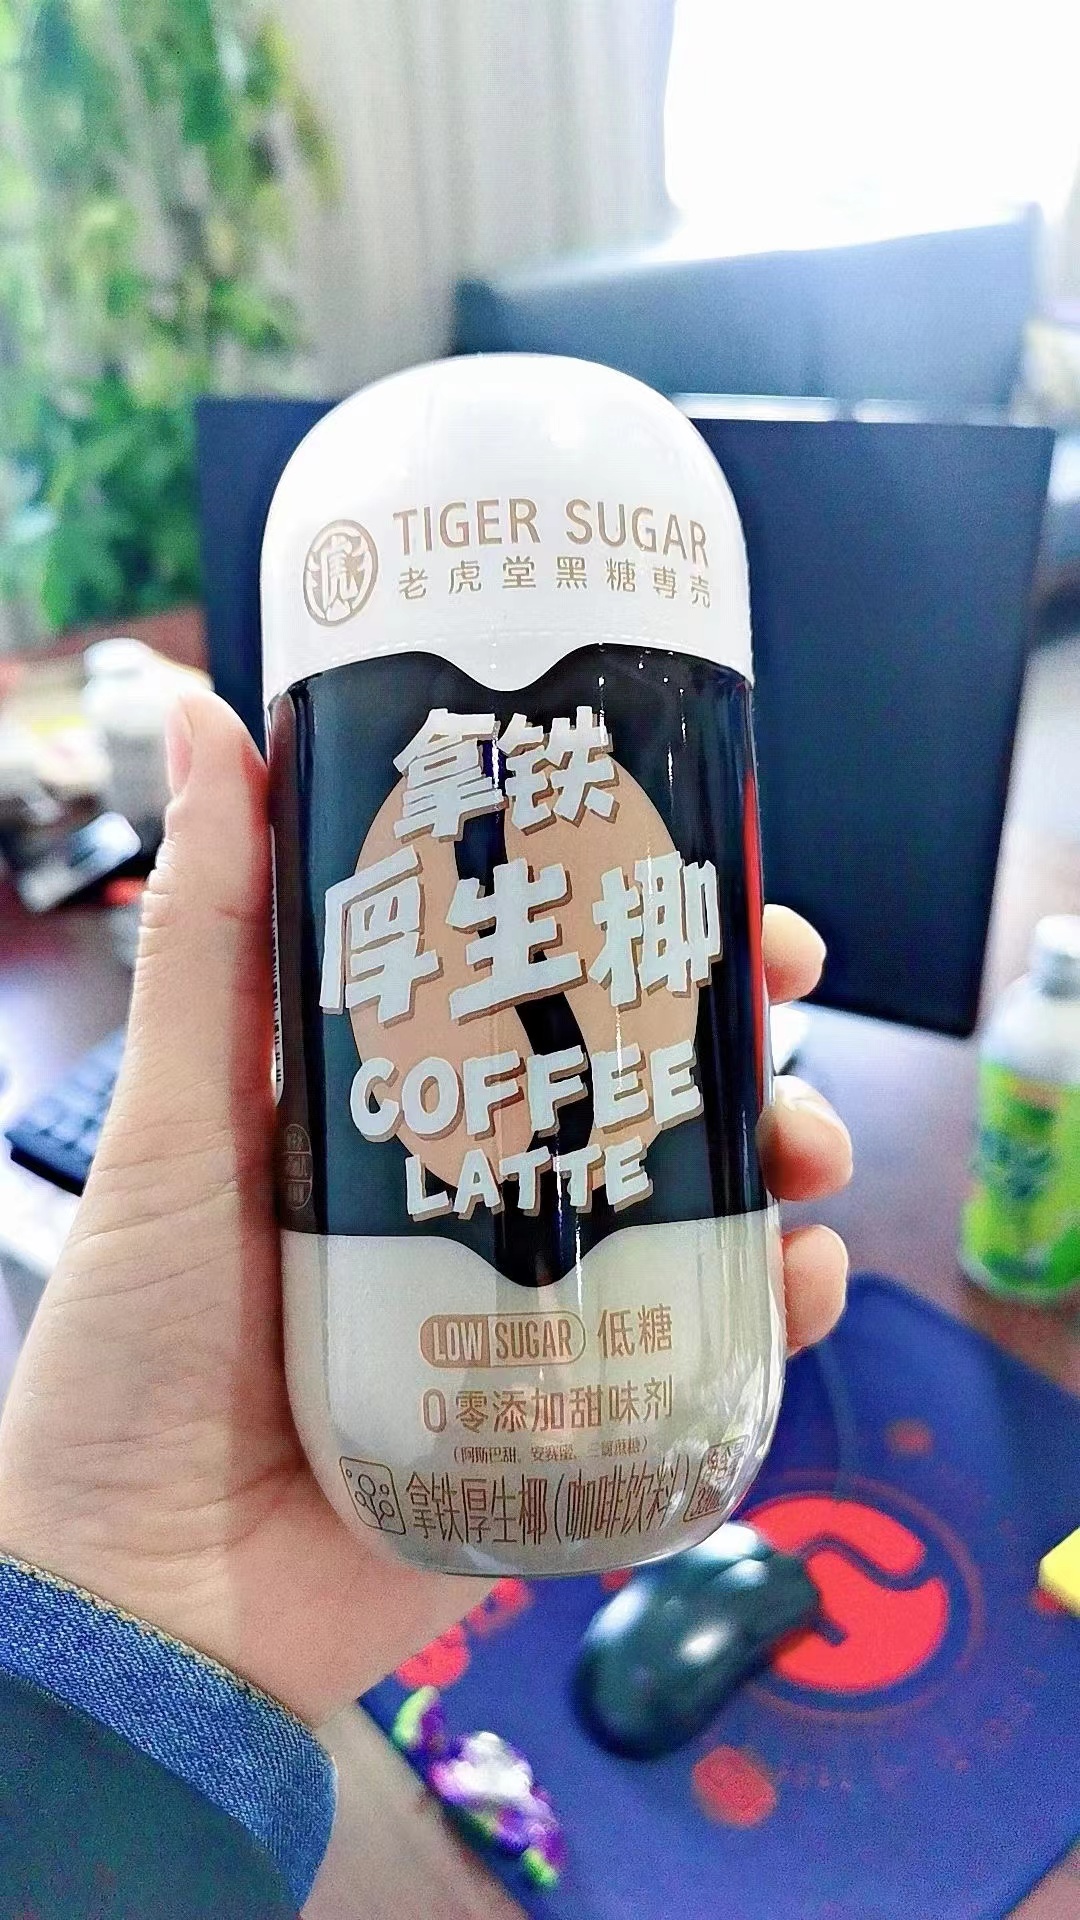 TIGER SUGAR
老虎堂黑糖専売
拿铁
厚生椰
COFFEE
LATTE
LOW SUGAR 低糖
0零添加甜味剂
(阿斯巴甜、安赛蜜、三氯蔗糖)
拿铁厚生椰(咖啡饮料)